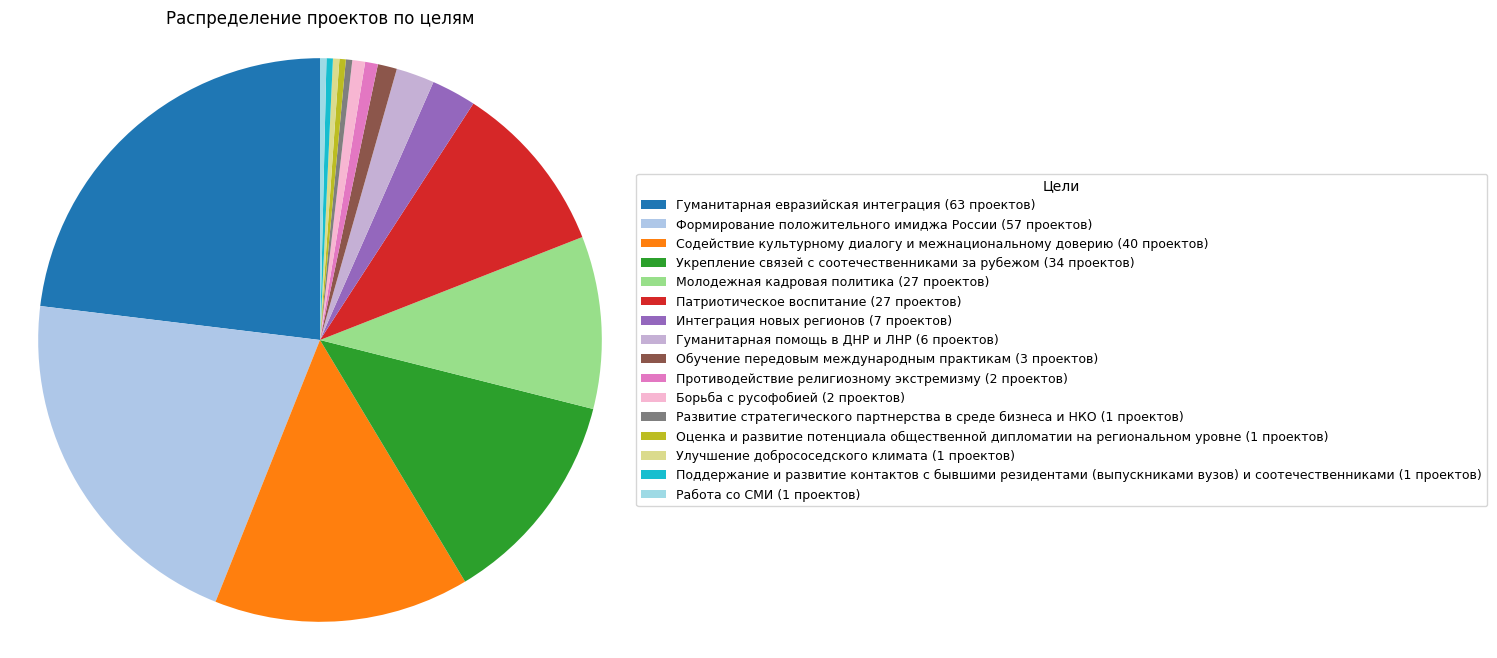 Распределение проектов по целям
Цели
Гуманитарная евразийская интеграция (63 проектов)
Формирование положительного имиджа России (57 проектов)
Содействие культурному диалогу и межнациональному доверию (40 проектов)
Укрепление связей с соотечественниками за рубежом (34 проектов)
Молодежная кадровая политика (27 проектов)
Патриотическое воспитание (27 проектов)
Интеграция новых регионов (7 проектов)
Гуманитарная помощь в ДНР и ЛНР (6 проектов)
Обучение передовым международным практикам (3 проектов)
Противодействие религиозному экстремизму (2 проектов)
Борьба с русофобией (2 проектов)
Развитие стратегического партнерства в среде бизнеса и НКО (1 проектов)
Оценка и развитие потенциала общественной дипломатии на региональном уровне (1 проектов)
Улучшение добрососедского климата (1 проектов)
Поддержание и развитие контактов с бывшими резидентами (выпускниками вузов) и соотечественниками (1 проектов)
Работа со СМИ (1 проектов)